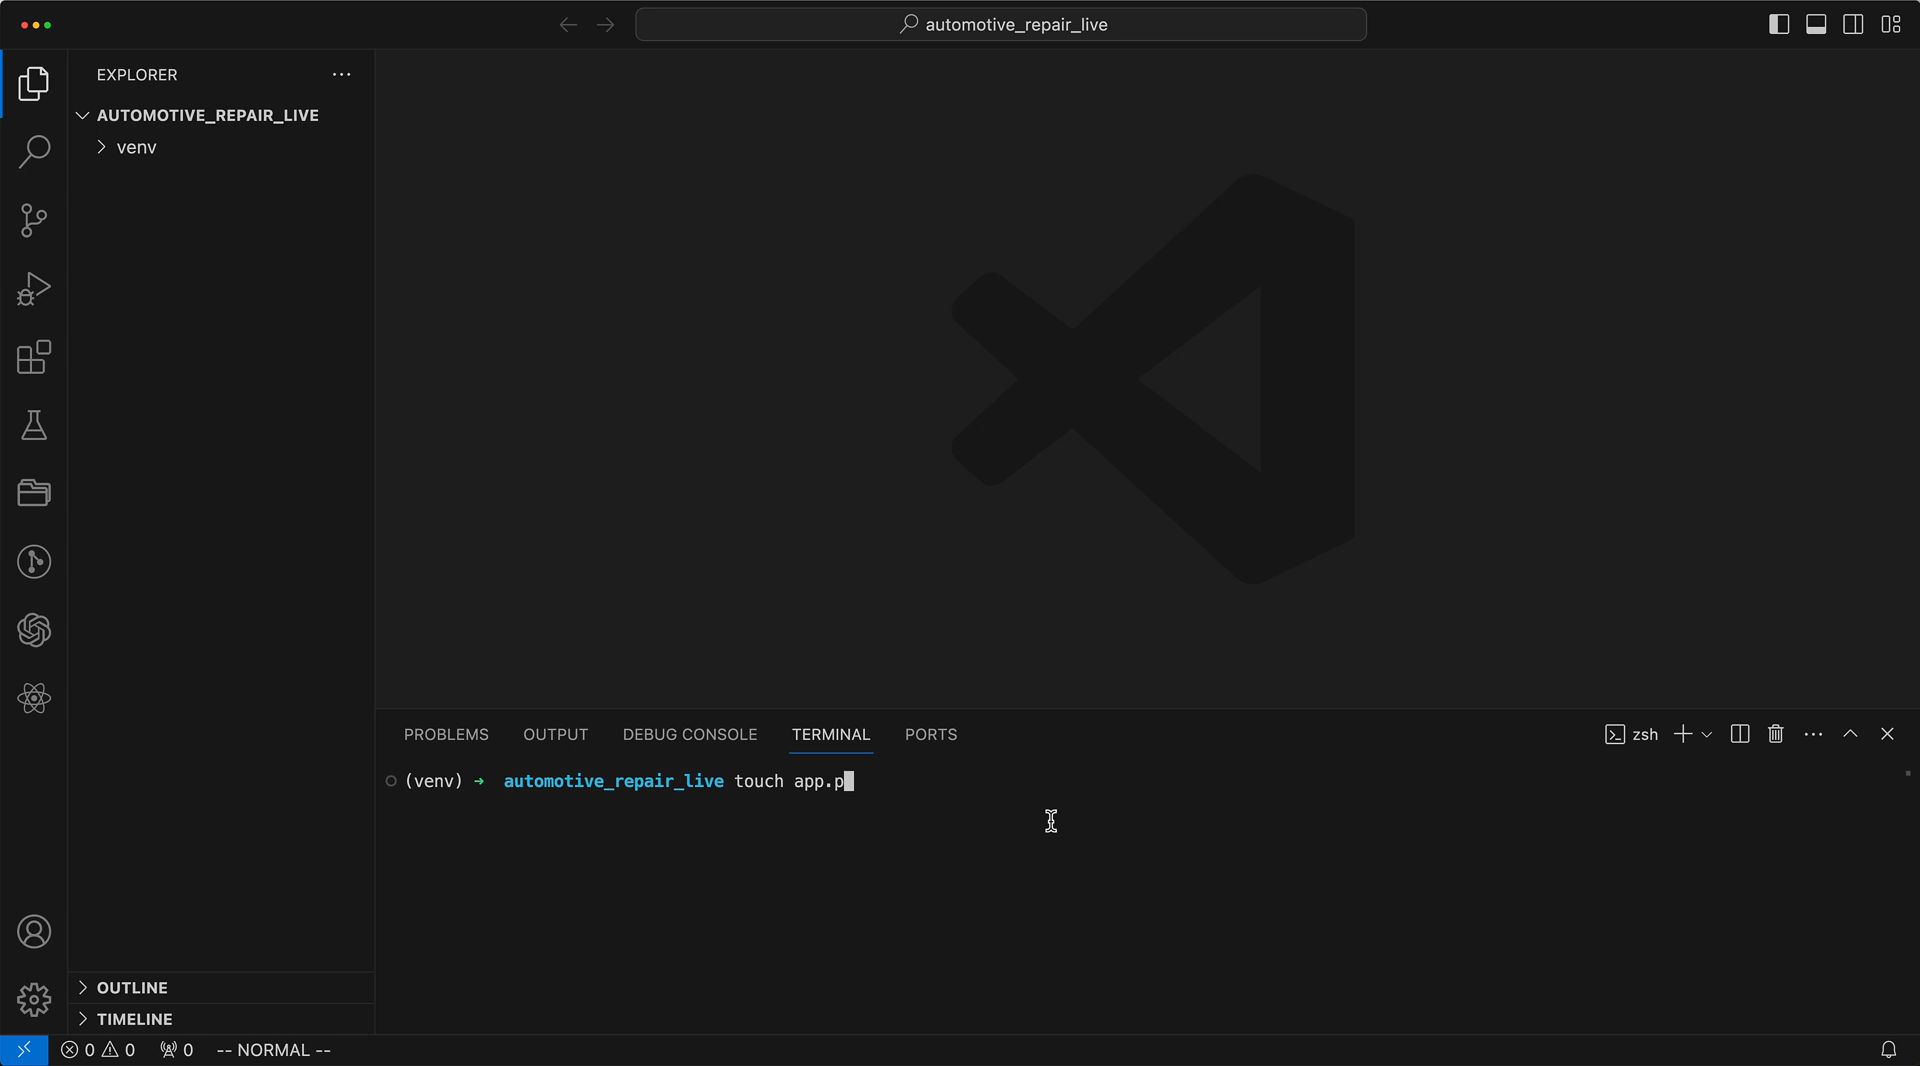 automotive_repair_live
EXPLORER
AUTOMOTIVE_REPAIR_LIVE
venv
PROBLEMS OUTPUT DEBUG CONSOLE TERMINAL PORTS zsh
(venv) ➜ automotive_repair_live touch app.p
OUTLINE
TIMELINE
0 0 0 -- NORMAL --